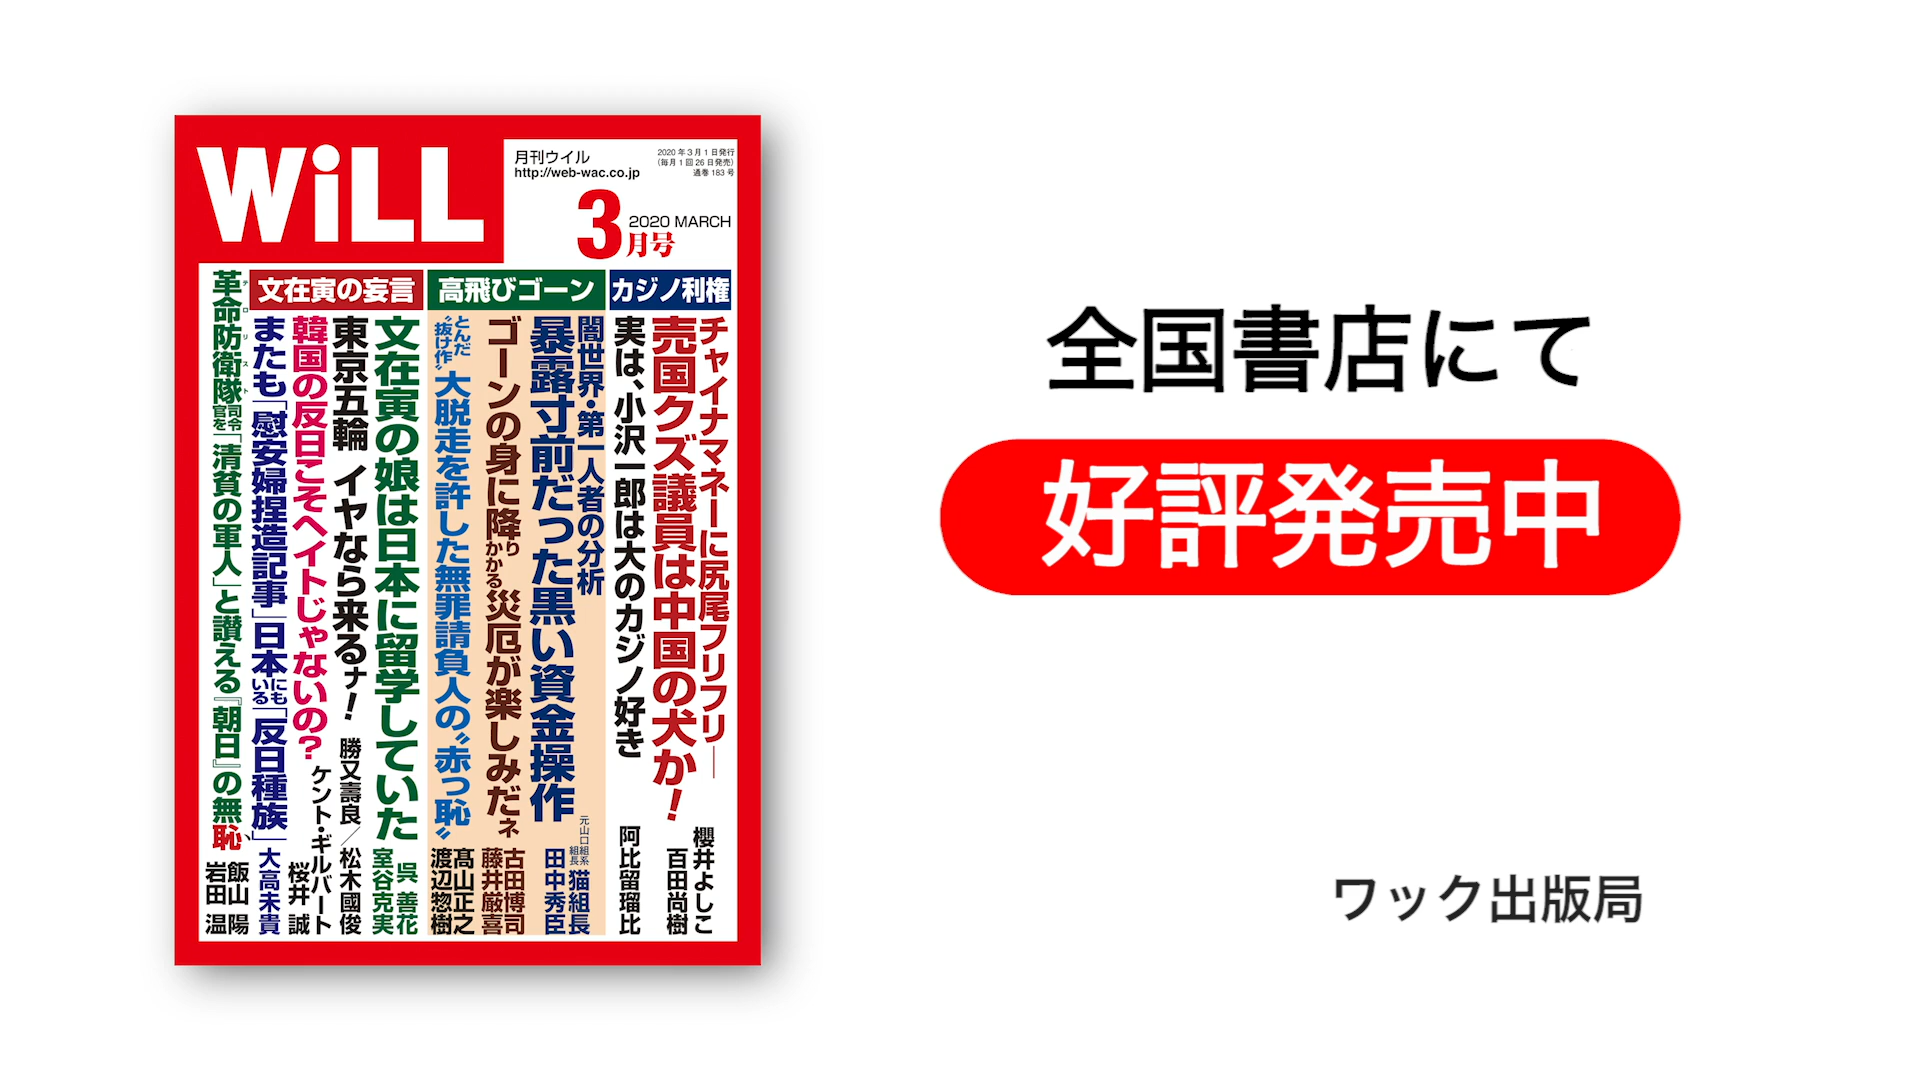 WiLL
月刊ウイル
http://web-wac.co.jp
2020年3月1日発行
(毎月1回26日発売)
通巻183号
3月号
2020 MARCH
カジノ利権
チャイナマネーに尻尾フリフリ―
売国クズ議員は中国の犬か!
櫻井よしこ
百田尚樹
実は、小沢一郎は大のカジノ好き
阿比留瑠比
高飛びゴーン
闇世界・第一人者の分析
暴露寸前だった黒い資金操作
元山口組系組長 猫組長
田中秀臣
ゴーンの身に降りかかる災厄が楽しみだネ
古田博司
藤井厳喜
とんだ〝抜け作〟大脱走を許した無罪請負人の〝赤っ恥〟
髙山正之
渡辺惣樹
文在寅の妄言
文在寅の娘は日本に留学していた
呉 善花
室谷克実
東京五輪 イヤなら来るナ!
勝又壽良/松木國俊
韓国の反日こそヘイトじゃないの?
ケント・ギルバート
桜井 誠
またも「慰安婦捏造記事」日本にもいる「反日種族」
大高未貴
革命防衛隊司令官を「清貧の軍人」と讃える『朝日』の無恥
テロリスト
飯山 陽
岩田 温
全国書店にて
好評発売中
ワック出版局